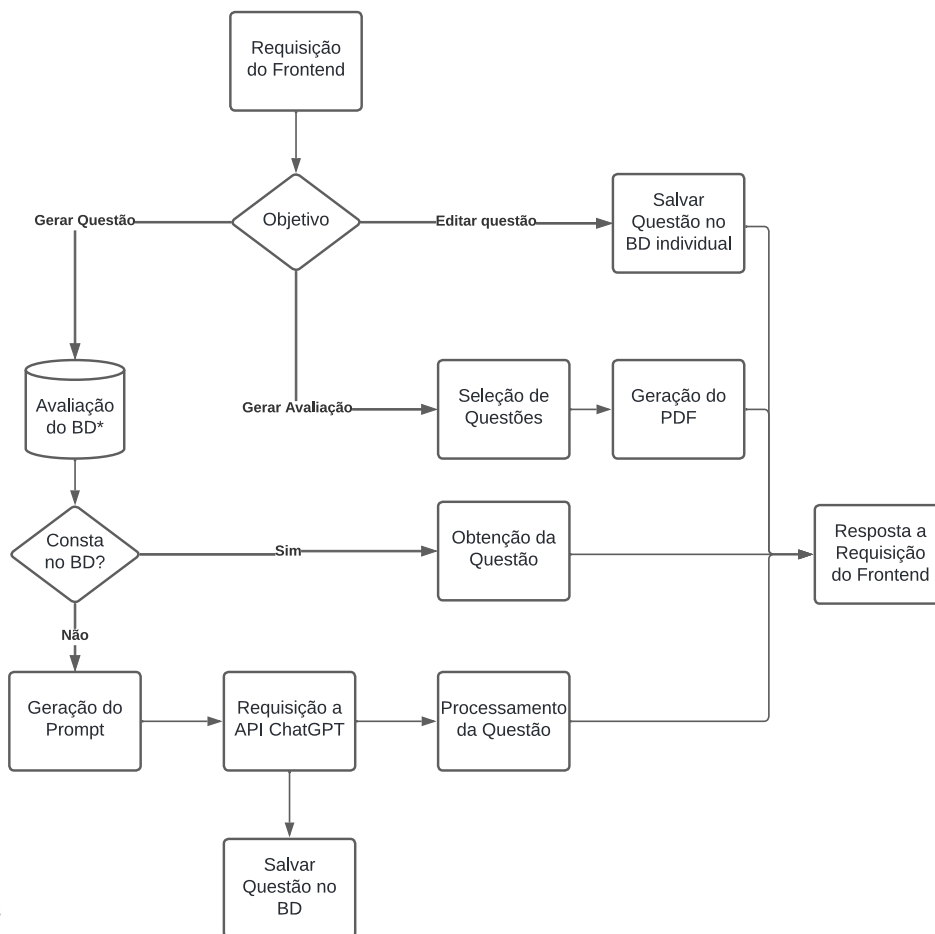 Requisição
do Frontend
Objetivo
Gerar Questão
Editar questão
Salvar
Questão no
BD individual
Avaliação
do BD*
Gerar Avaliação
Seleção de
Questões
Geração do
PDF
Consta
no BD?
Sim
Obtenção da
Questão
Resposta a
Requisição
do Frontend
Não
Geração do
Prompt
Requisição a
API ChatGPT
Processamento
da Questão
Salvar
Questão no
BD